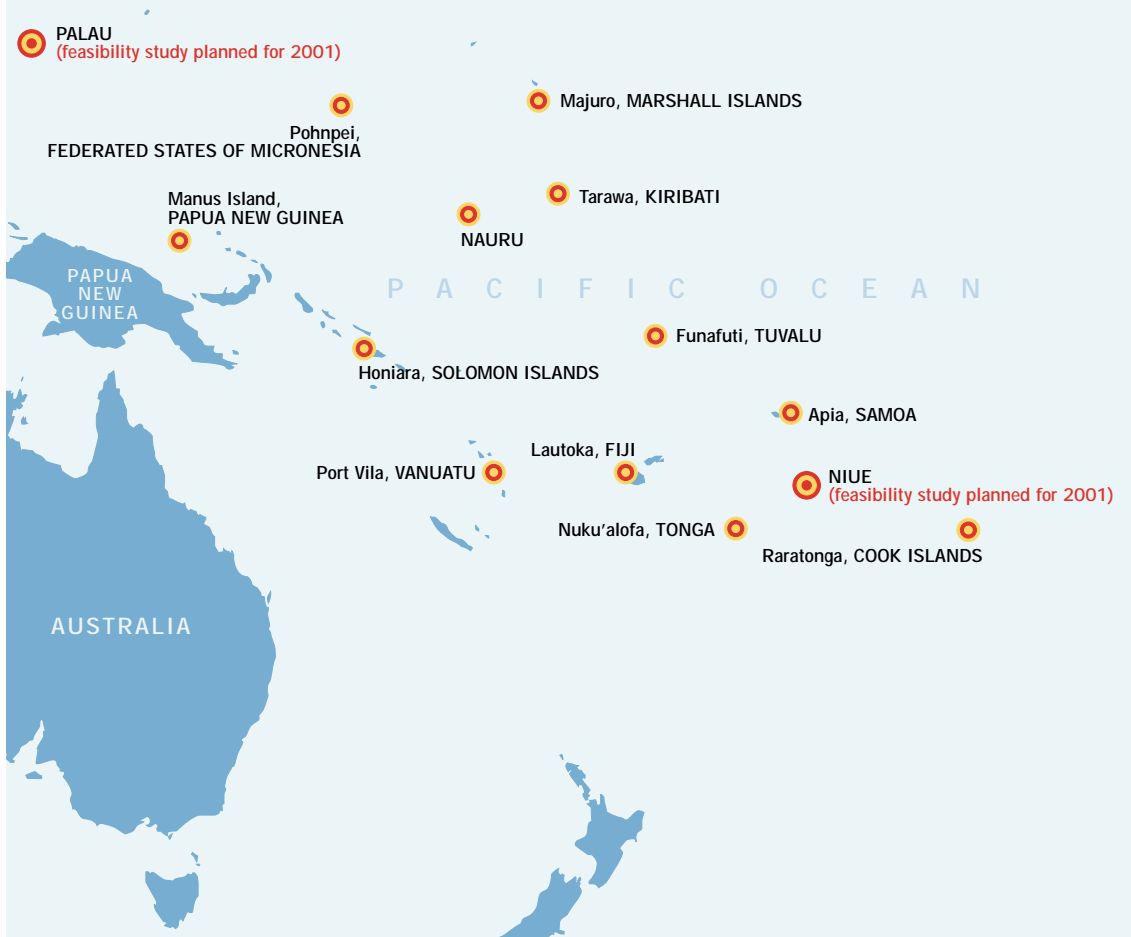 PALAU
(feasibility study planned for 2001)
Majuro, MARSHALL ISLANDS
Pohnpei,
FEDERATED STATES OF MICRONESIA
Manus Island,
PAPUA NEW GUINEA
Tarawa, KIRIBATI
NAURU
PAPUA
NEW
GUINEA
PACIFIC OCEAN
Funafuti, TUVALU
Honiara, SOLOMON ISLANDS
Apia, SAMOA
Lautoka, FIJI
Port Vila, VANUATU
NIUE
(feasibility study planned for 2001)
Nuku'alofa, TONGA
Raratonga, COOK ISLANDS
AUSTRALIA